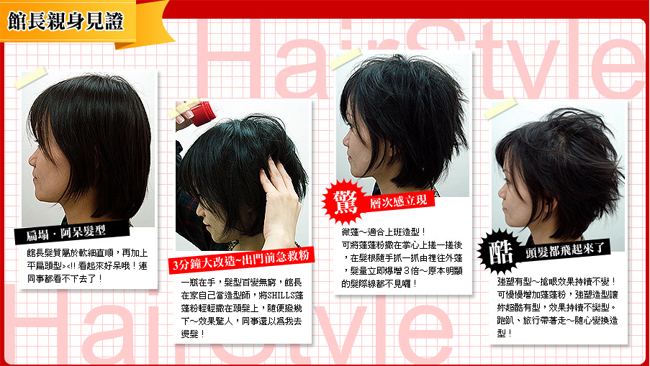 館長親身見證
HairStyle
扁塌．阿呆髮型
館長髮質屬於軟細直順，再加上
平扁頭型><!!看起來好呆哦！連
同事都看不下去了！
3分鐘大改造~出門前急救粉
一瓶在手，髮型百變無窮，館長
在家自己當造型師，將SHILLS蓬
蓬粉輕輕撒在頭髮上，隨便撥幾
下~效果驚人，同事還以為我去
燙髮！
驚
層次感立現
微蓬~適合上班造型！
可將蓬蓬粉撒在掌心上搓一搓後
，在髮根隨手抓一抓由裡往外蓬
，髮量立即爆增３倍~原本明顯
的髮際線都不見囉！
酷
頭髮都飛起來了
強塑有型~搶眼效果持續不變！
可慢慢增加蓬蓬粉，強塑造型讓
妳超酷有型，效果持續不變型。
跑趴、旅行帶著走~隨心變換造
型！
HairStyle